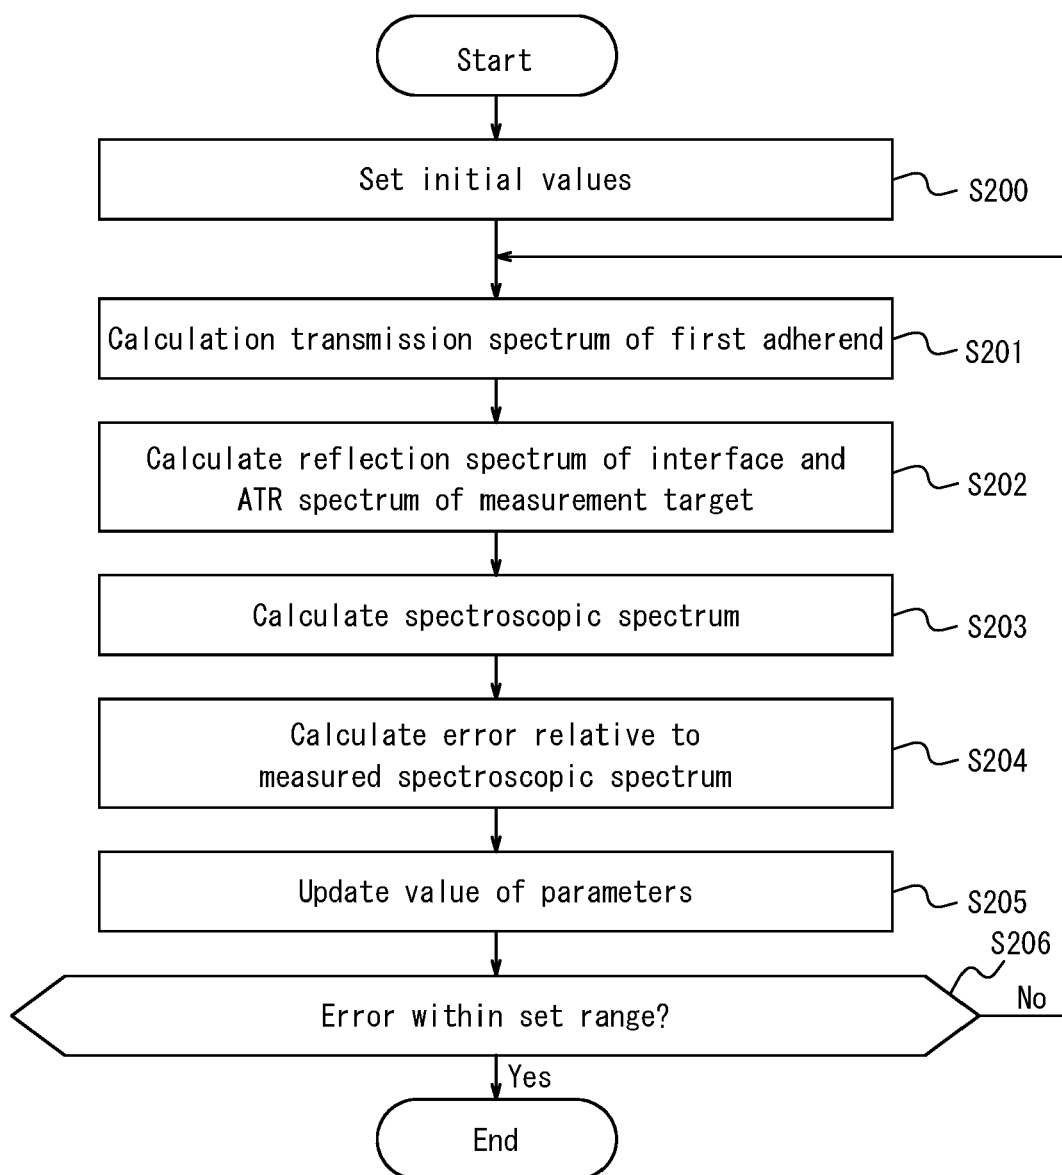 Start
Set initial values
S200
Calculation transmission spectrum of first adherend
S201
Calculate reflection spectrum of interface and
ATR spectrum of measurement target
S202
Calculate spectroscopic spectrum
S203
Calculate error relative to
measured spectroscopic spectrum
S204
Update value of parameters
S205
S206
Error within set range?
No
Yes
End